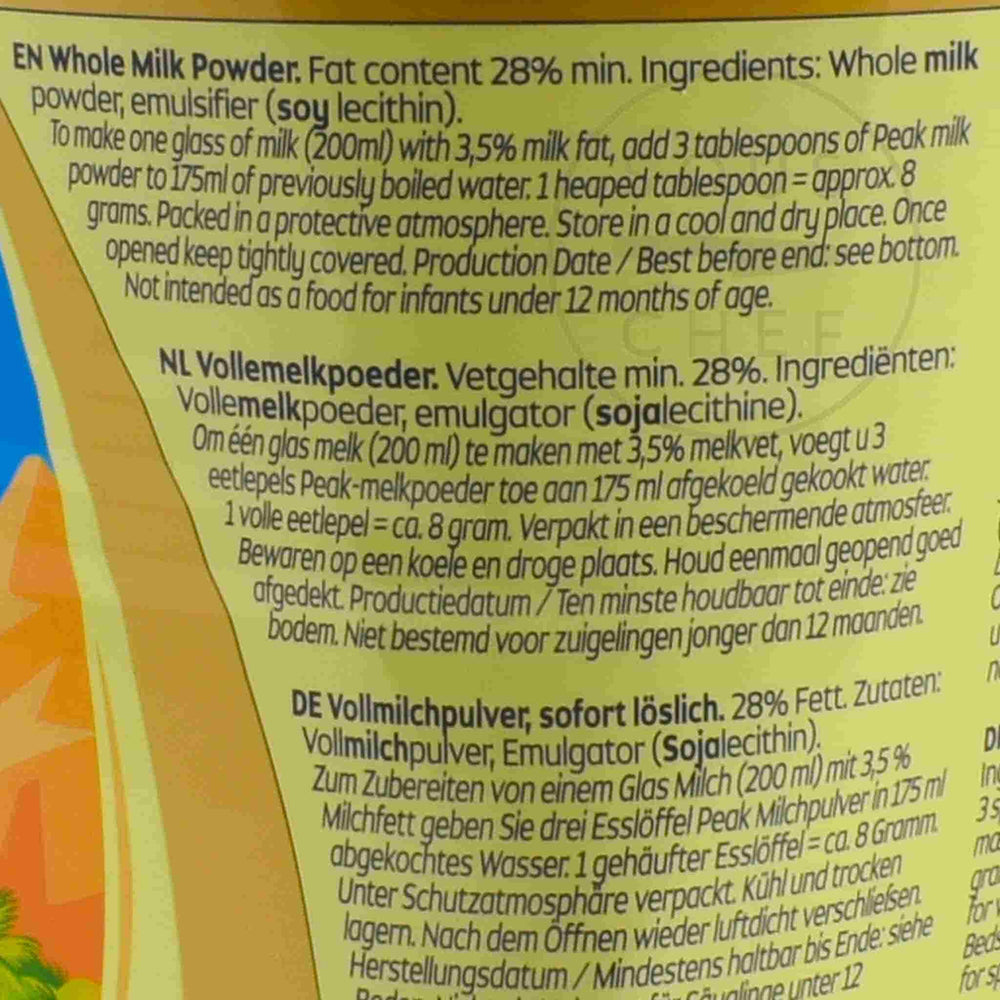 EN Whole Milk Powder. Fat content 28% min. Ingredients: Whole milk
powder, emulsifier (soy lecithin).
To make one glass of milk (200ml) with 3,5% milk fat, add 3 tablespoons of Peak milk
powder to 175ml of previously boiled water. 1 heaped tablespoon = approx. 8
grams. Packed in a protective atmosphere. Store in a cool and dry place. Once
opened keep tightly covered. Production Date / Best before end: see bottom.
Not intended as a food for infants under 12 months of age.
CHEF
NL Vollemelkpoeder. Vetgehalte min. 28%. Ingrediënten:
Vollemelkpoeder, emulgator (sojalecithine).
Om één glas melk (200 ml) te maken met 3,5% melkvet, voegt u 3
eetlepels Peak-melkpoeder toe aan 175 ml afgekoeld gekookt water.
1 volle eetlepel = ca. 8 gram. Verpakt in een beschermende atmosfeer.
Bewaren op een koele en droge plaats. Houd eenmaal geopend goed
afgedekt. Productiedatum / Ten minste houdbaar tot einde: zie
bodem. Niet bestemd voor zuigelingen jonger dan 12 maanden.
DE Vollmilchpulver, sofort löslich. 28% Fett. Zutaten:
Vollmilchpulver, Emulgator (Sojalecithin).
Zum Zubereiten von einem Glas Milch (200 ml) mit 3,5 %
Milchfett geben Sie drei Esslöffel Peak Milchpulver in 175 ml
abgekochtes Wasser. 1 gehäufter Esslöffel = ca. 8 Gramm.
Unter Schutzatmosphäre verpackt. Kühl und trocken
lagern. Nach dem Öffnen wieder luftdicht verschließen.
Herstellungsdatum / Mindestens haltbar bis Ende: siehe
unter 12